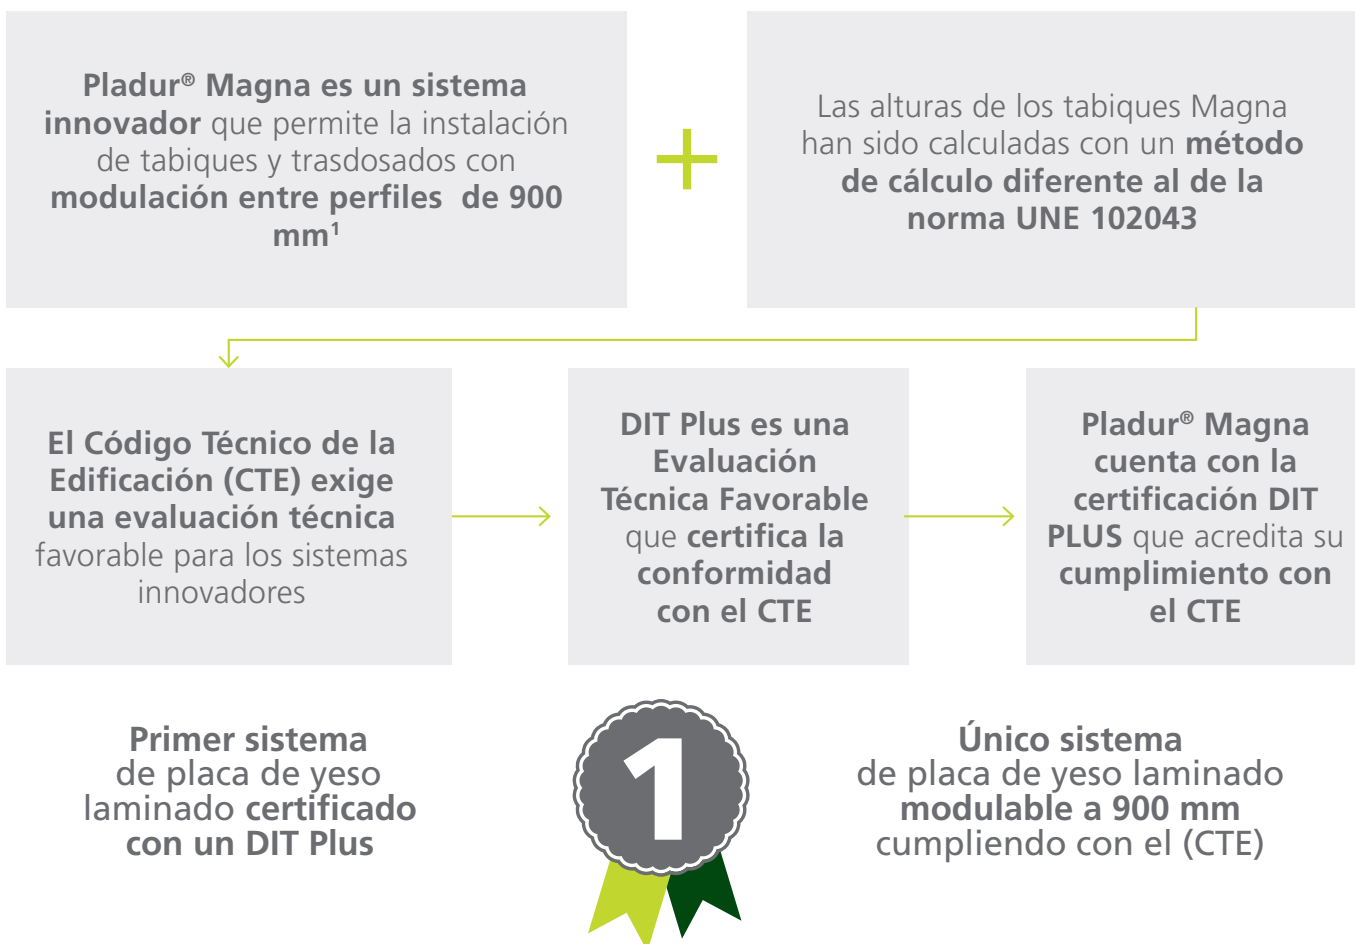 Pladur® Magna es un sistema
innovador que permite la instalación
de tabiques y trasdosados con
modulación entre perfiles de 900
mm¹
Las alturas de los tabiques Magna
han sido calculadas con un método
de cálculo diferente al de la
norma UNE 102043
El Código Técnico de la
Edificación (CTE) exige
una evaluación técnica
favorable para los sistemas
innovadores
DIT Plus es una
Evaluación
Técnica Favorable
que certifica la
conformidad
con el CTE
Pladur® Magna
cuenta con la
certificación DIT
PLUS que acredita su
cumplimiento con
el CTE
Primer sistema
de placa de yeso
laminado certificado
con un DIT Plus
1
Único sistema
de placa de yeso laminado
modulable a 900 mm
cumpliendo con el (CTE)